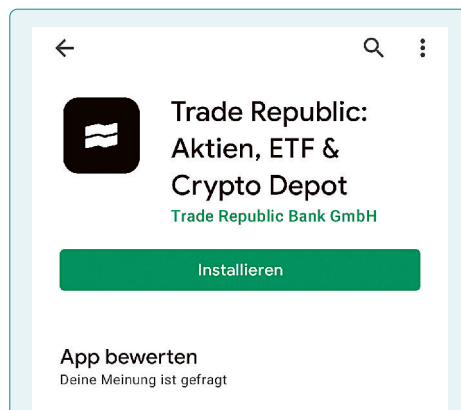 Trade Republic:
Aktien, ETF &
Crypto Depot
Trade Republic Bank GmbH
Installieren
App bewerten
Deine Meinung ist gefragt